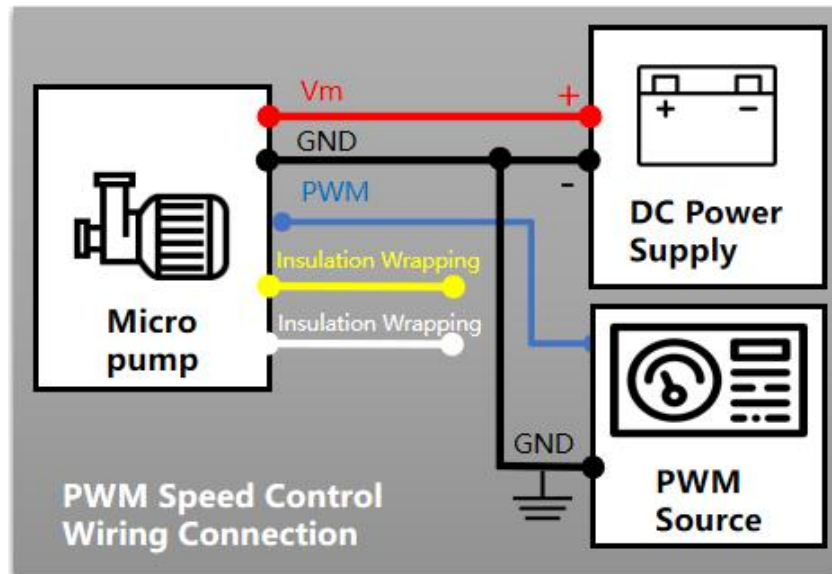 Vm
+
GND
-
PWM
Insulation Wrapping
Insulation Wrapping
Micro
pump
+ -
DC Power
Supply
GND
PWM
Source
PWM Speed Control
Wiring Connection